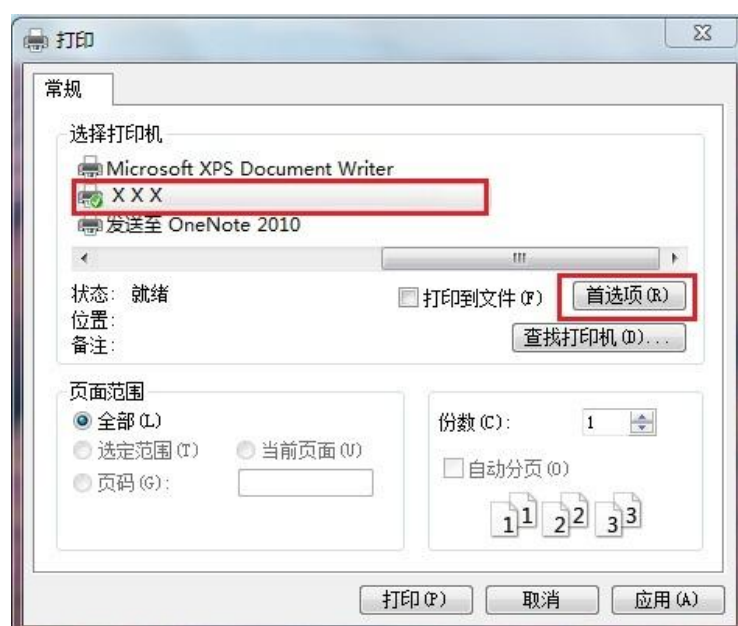 打印
常规
选择打印机
Microsoft XPS Document Writer
X X X
发送至 OneNote 2010
状态: 就绪
打印到文件(F)
首选项(R)
位置:
备注:
查找打印机(D)...
页面范围
全部(L)
选定范围(T)
当前页面(U)
页码(G):
份数(C): 1
自动分页(O)
1 1 2 2 3 3
打印(P)
取消
应用(A)